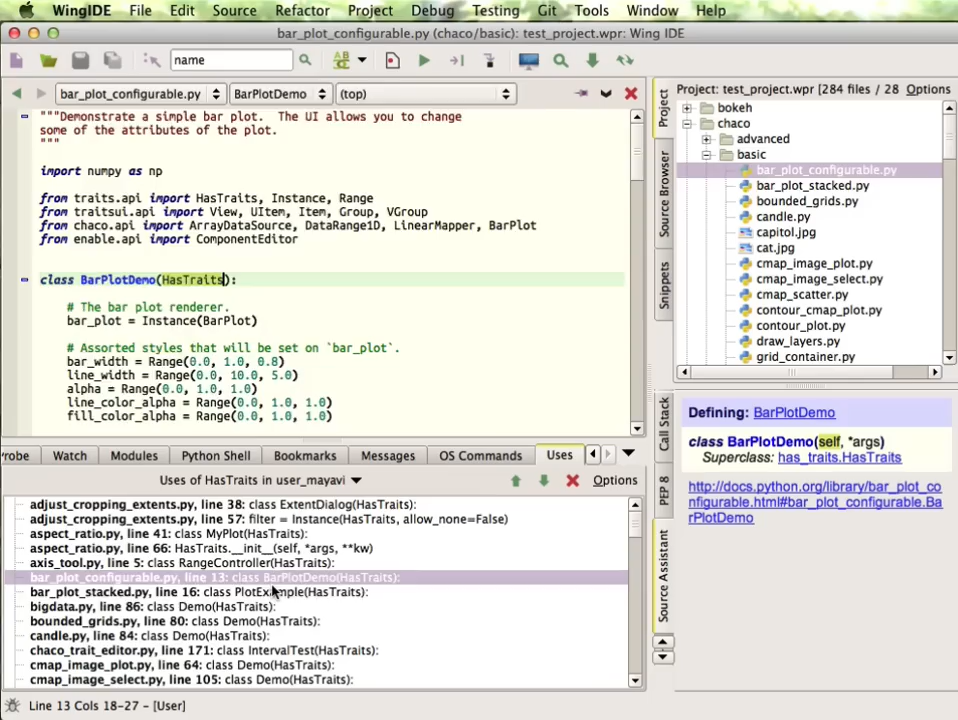 WingIDE File Edit Source Refactor Project Debug Testing Git Tools Window Help
bar_plot_configurable.py (chaco/basic): test_project.wpr: Wing IDE
name
bar_plot_configurable.py BarPlotDemo (top)
"""Demonstrate a simple bar plot.  The UI allows you to change
some of the attributes of the plot.
"""
import numpy as np
from traits.api import HasTraits, Instance, Range
from traitsui.api import View, UItem, Item, Group, VGroup
from chaco.api import ArrayDataSource, DataRange1D, LinearMapper, BarPlot
from enable.api import ComponentEditor
class BarPlotDemo(HasTraits):
# The bar plot renderer.
bar_plot = Instance(BarPlot)
# Assorted styles that will be set on `bar_plot`.
bar_width = Range(0.0, 1.0, 0.8)
line_width = Range(0.0, 10.0, 5.0)
alpha = Range(0.0, 1.0, 1.0)
line_color_alpha = Range(0.0, 1.0, 1.0)
fill_color_alpha = Range(0.0, 1.0, 1.0)
Project
Source Browser
Snippets
Project: test_project.wpr [284 files / 28 Options
bokeh
chaco
advanced
basic
bar_plot_configurable.py
bar_plot_stacked.py
bounded_grids.py
candle.py
capitol.jpg
cat.jpg
cmap_image_plot.py
cmap_image_select.py
cmap_scatter.py
contour_cmap_plot.py
contour_plot.py
draw_layers.py
grid_container.py
robe Watch Modules Python Shell Bookmarks Messages OS Commands Uses
Uses of HasTraits in user_mayavi Options
adjust_cropping_extents.py, line 38: class ExtentDialog(HasTraits):
adjust_cropping_extents.py, line 57: filter = Instance(HasTraits, allow_none=False)
aspect_ratio.py, line 41: class MyPlot(HasTraits):
aspect_ratio.py, line 66: HasTraits.__init__(self, *args, **kw)
axis_tool.py, line 5: class RangeController(HasTraits):
bar_plot_configurable.py, line 13: class BarPlotDemo(HasTraits):
bar_plot_stacked.py, line 16: class PlotExample(HasTraits):
bigdata.py, line 86: class Demo(HasTraits):
bounded_grids.py, line 80: class Demo(HasTraits):
candle.py, line 84: class Demo(HasTraits):
chaco_trait_editor.py, line 171: class IntervalTest(HasTraits):
cmap_image_plot.py, line 64: class Demo(HasTraits):
cmap_image_select.py, line 105: class Demo(HasTraits):
Call Stack
PEP 8
Source Assistant
Defining: BarPlotDemo
class BarPlotDemo(self, *args)
Superclass: has_traits.HasTraits
http://docs.python.org/library/bar_plot_co
nfigurable.html#bar_plot_configurable.Ba
rPlotDemo
Line 13 Cols 18-27 - [User]